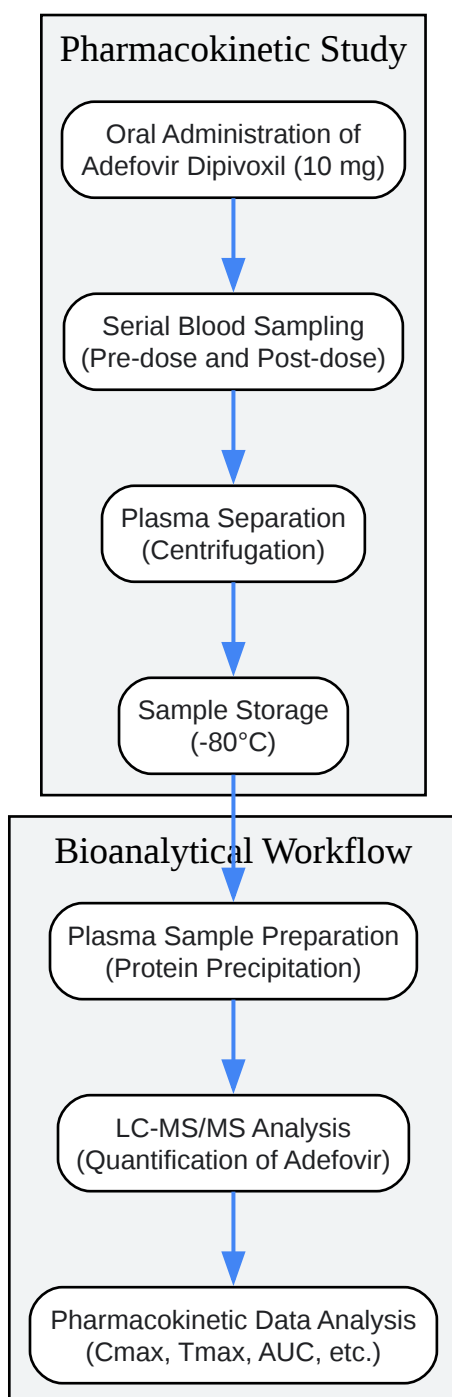 Pharmacokinetic Study
Oral Administration of
Adefovir Dipivoxil (10 mg)
Serial Blood Sampling
(Pre-dose and Post-dose)
Plasma Separation
(Centrifugation)
Sample Storage
(-80°C)
Bioanalytical Workflow
Plasma Sample Preparation
(Protein Precipitation)
LC-MS/MS Analysis
(Quantification of Adefovir)
Pharmacokinetic Data Analysis
(Cmax, Tmax, AUC, etc.)